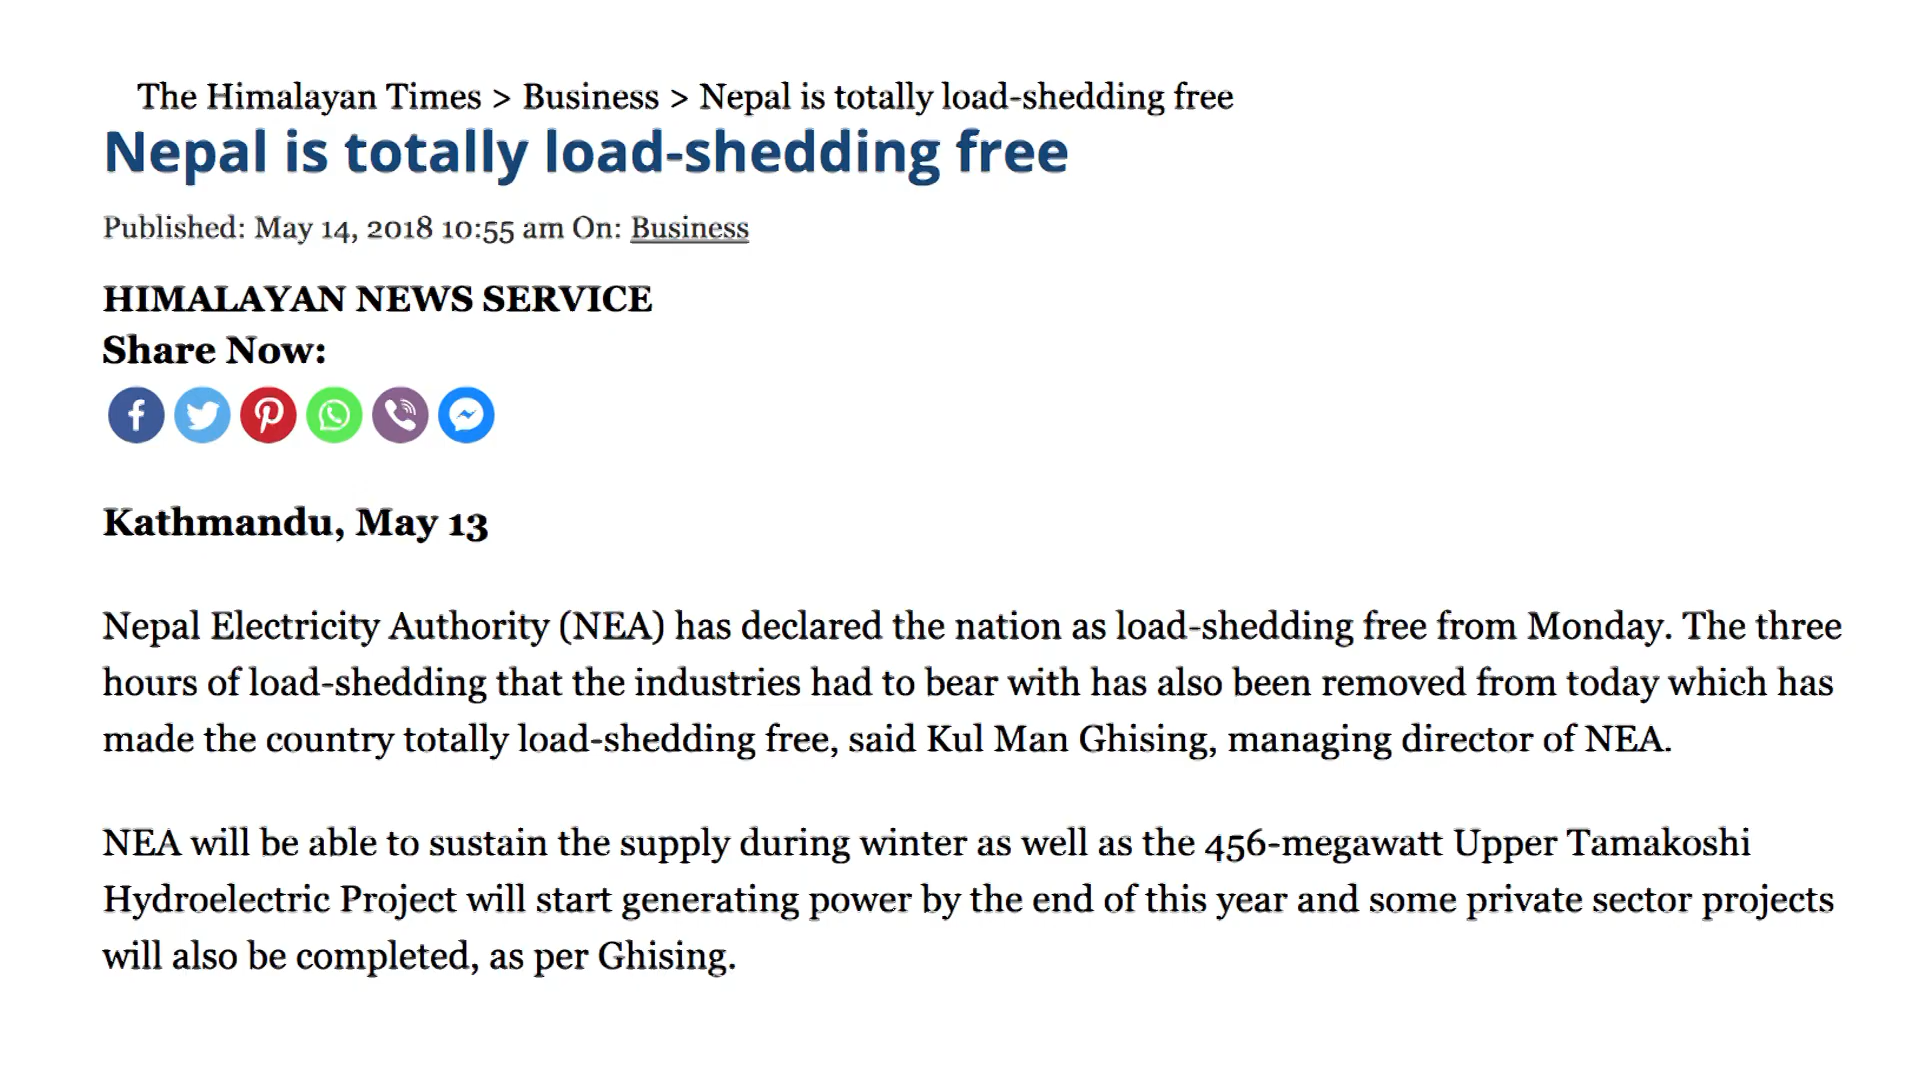 The Himalayan Times > Business > Nepal is totally load-shedding free
Nepal is totally load-shedding free
Published: May 14, 2018 10:55 am On: Business
HIMALAYAN NEWS SERVICE
Share Now:
Kathmandu, May 13
Nepal Electricity Authority (NEA) has declared the nation as load-shedding free from Monday. The three
hours of load-shedding that the industries had to bear with has also been removed from today which has
made the country totally load-shedding free, said Kul Man Ghising, managing director of NEA.
NEA will be able to sustain the supply during winter as well as the 456-megawatt Upper Tamakoshi
Hydroelectric Project will start generating power by the end of this year and some private sector projects
will also be completed, as per Ghising.